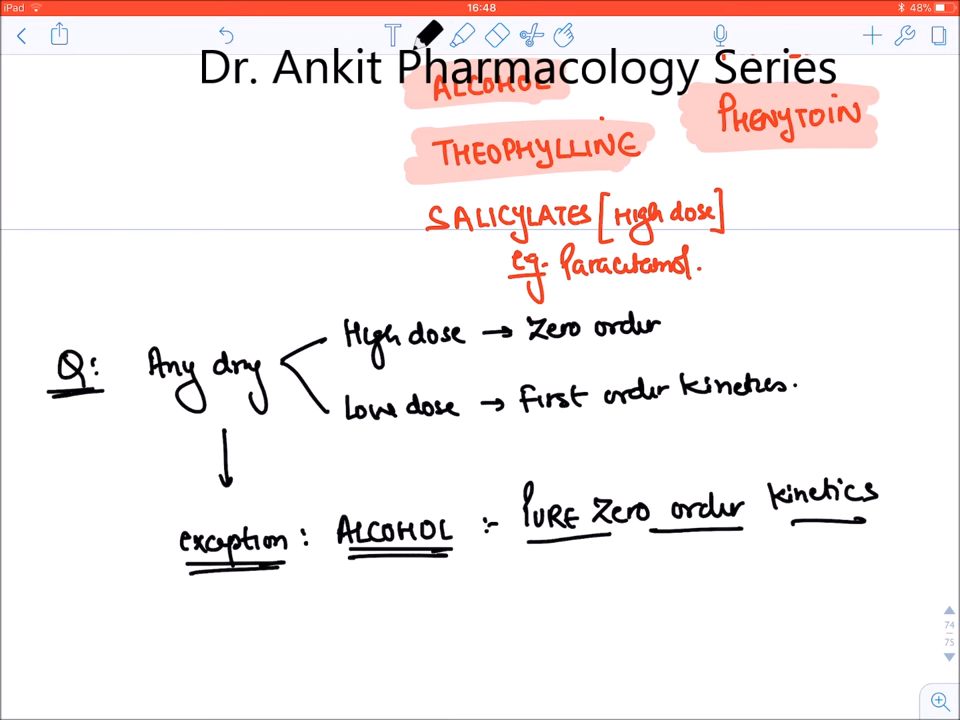 iPad 16:48 48%
T
Dr. Ankit Pharmacology Series
ALCOHOL
PHENYTOIN
THEOPHYLLINE
SALICYLATES [High dose]
eg. Paracitamol.
Q: Any drug
High dose → Zero order
Low dose → First order kinetics.
exception: ALCOHOL :- PURE Zero order kinetics
74
75